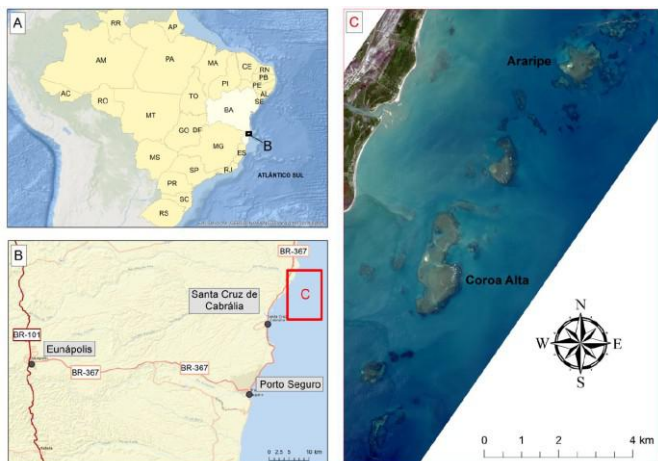 A
RR
AP
AM
PA
MA
CE
RN
PB
PE
AL
SE
PI
AC
RO
TO
BA
MT
GO
DF
MG
ES
MS
SP
RJ
PR
SC
RS
B
ATLÂNTICO SUL
B
BR-367
C
Santa Cruz de
Cabrália
BR-101
Eunápolis
BR-367
BR-367
Porto Seguro
0 2,5 5 10 km
C
Araripe
Coroa Alta
N
W
E
S
0 1 2 4 km